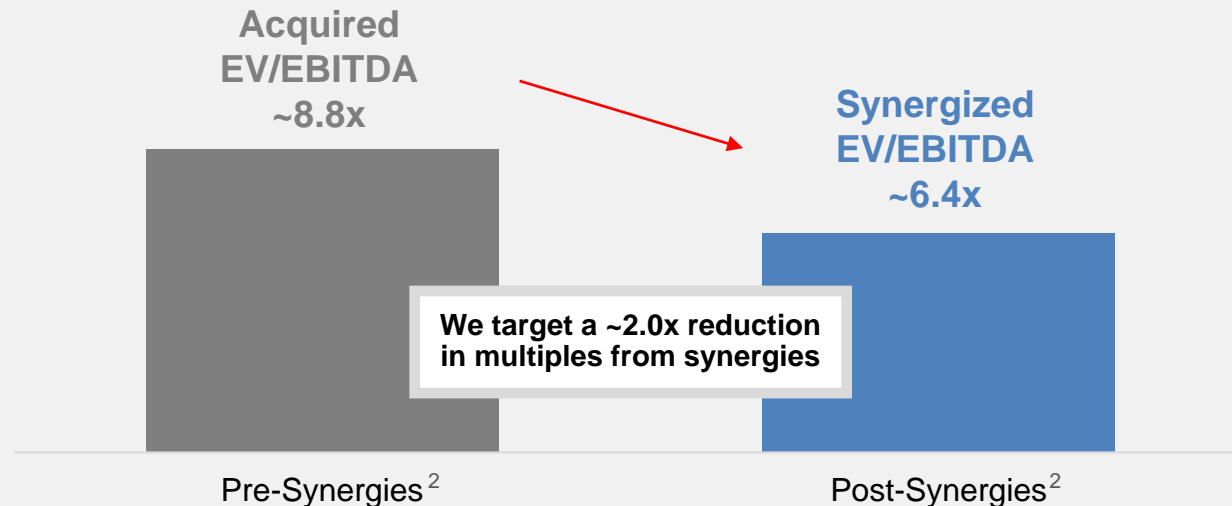 Acquired
EV/EBITDA
~8.8x
Synergized
EV/EBITDA
~6.4x
We target a ~2.0x reduction
in multiples from synergies
Pre-Synergies²
Post-Synergies²